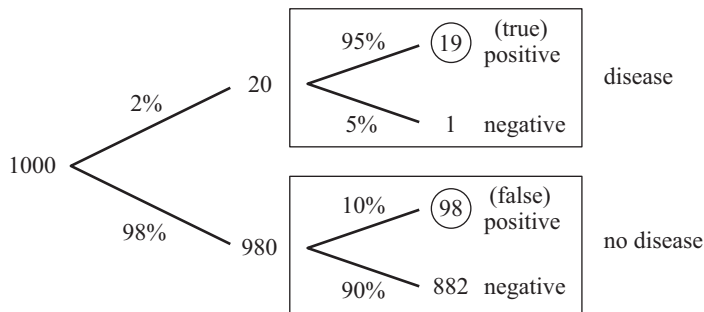 95%
19
(true)
positive
disease
2%
20
5%
1
negative
1000
98%
980
10%
98
(false)
positive
no disease
90%
882
negative